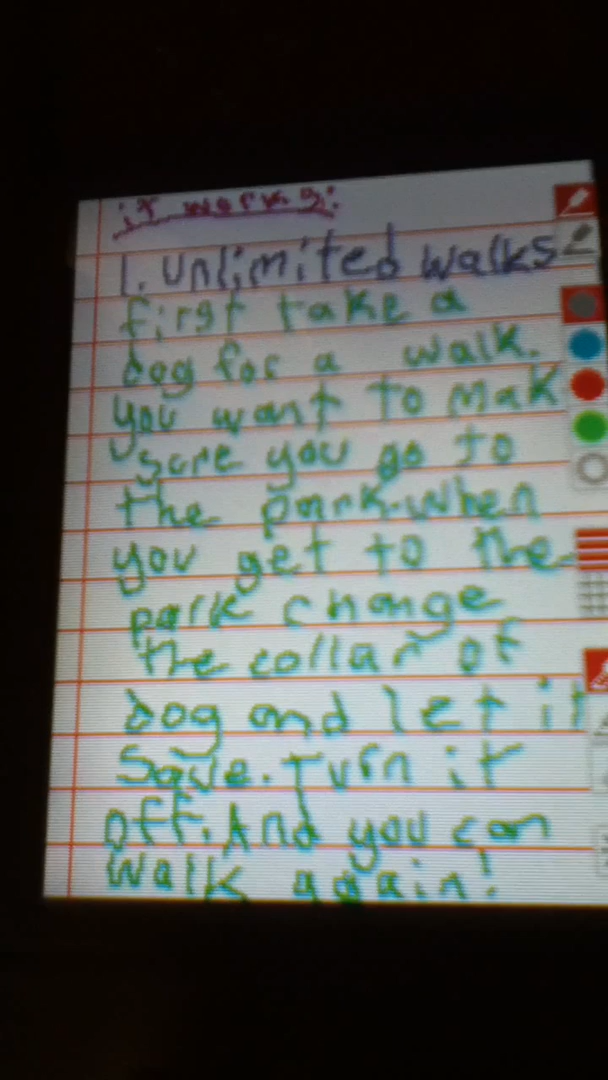 it works:
1. Unlimited walks
first take a
dog for a walk.
you want to mak
sure you go to
the park.when
you get to the
park change
the collar of
dog and let it
save. Turn it
off. And you can
walk again!